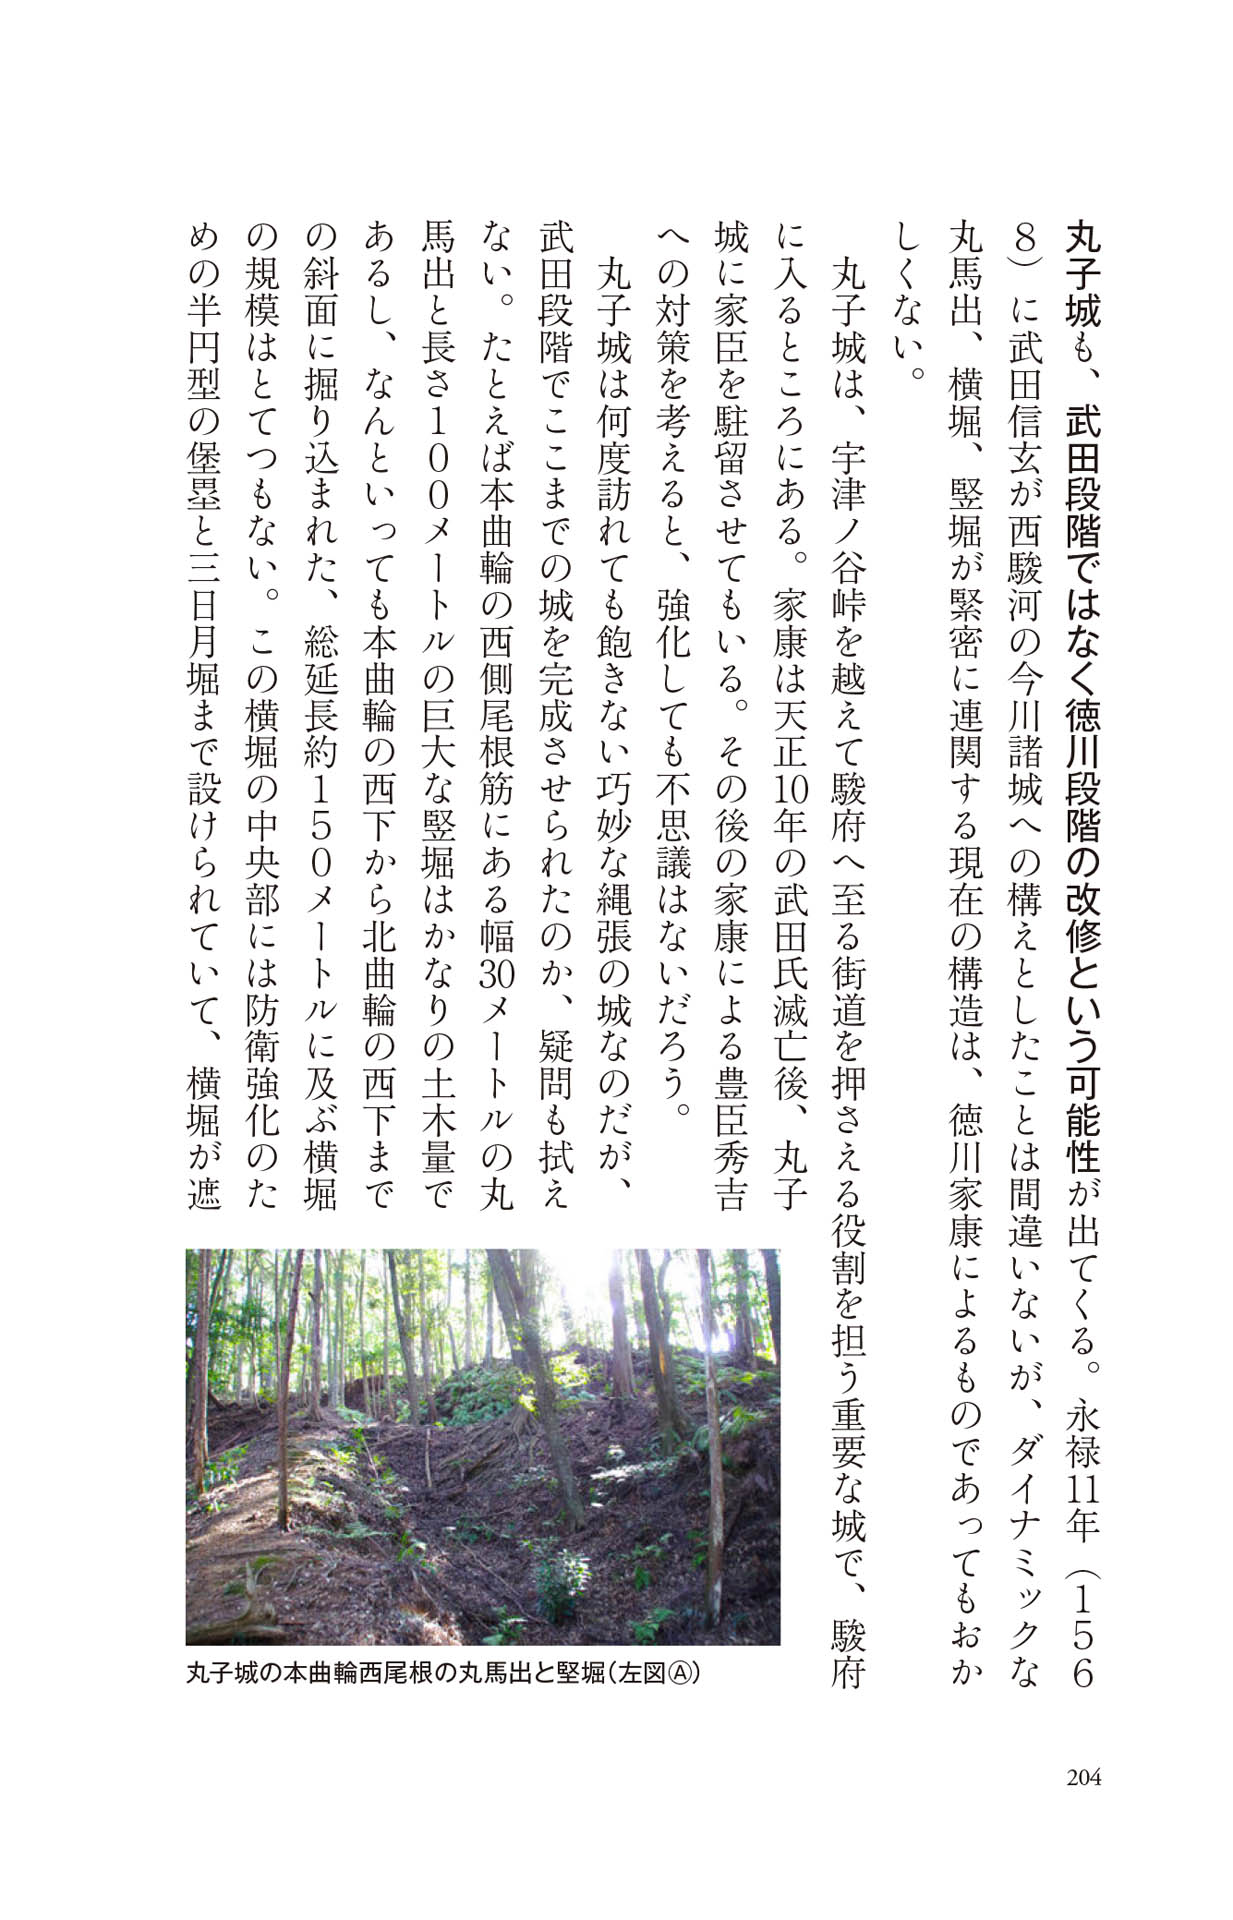 丸子城も、武田段階ではなく徳川段階の改修という可能性が出てくる。永禄11年（156
8）に武田信玄が西駿河の今川諸城への構えとしたことは間違いないが、ダイナミックな
丸馬出、横堀、竪堀が緊密に連関する現在の構造は、徳川家康によるものであってもおか
しくない。
丸子城は、宇津ノ谷峠を越えて駿府へ至る街道を押さえる役割を担う重要な城で、駿府
に入るところにある。家康は天正10年の武田氏滅亡後、丸子
城に家臣を駐留させてもいる。その後の家康による豊臣秀吉
への対策を考えると、強化しても不思議はないだろう。
丸子城は何度訪れても飽きない巧妙な縄張の城なのだが、
武田段階でここまでの城を完成させられたのか、疑問も拭え
ない。たとえば本曲輪の西側尾根筋にある幅30メートルの丸
馬出と長さ100メートルの巨大な竪堀はかなりの土木量で
あるし、なんといっても本曲輪の西下から北曲輪の西下まで
の斜面に掘り込まれた、総延長約150メートルに及ぶ横堀
の規模はとてつもない。この横堀の中央部には防衛強化のた
めの半円型の堡塁と三日月堀まで設けられていて、横堀が遮
丸子城の本曲輪西尾根の丸馬出と竪堀（左図Ⓐ）
204